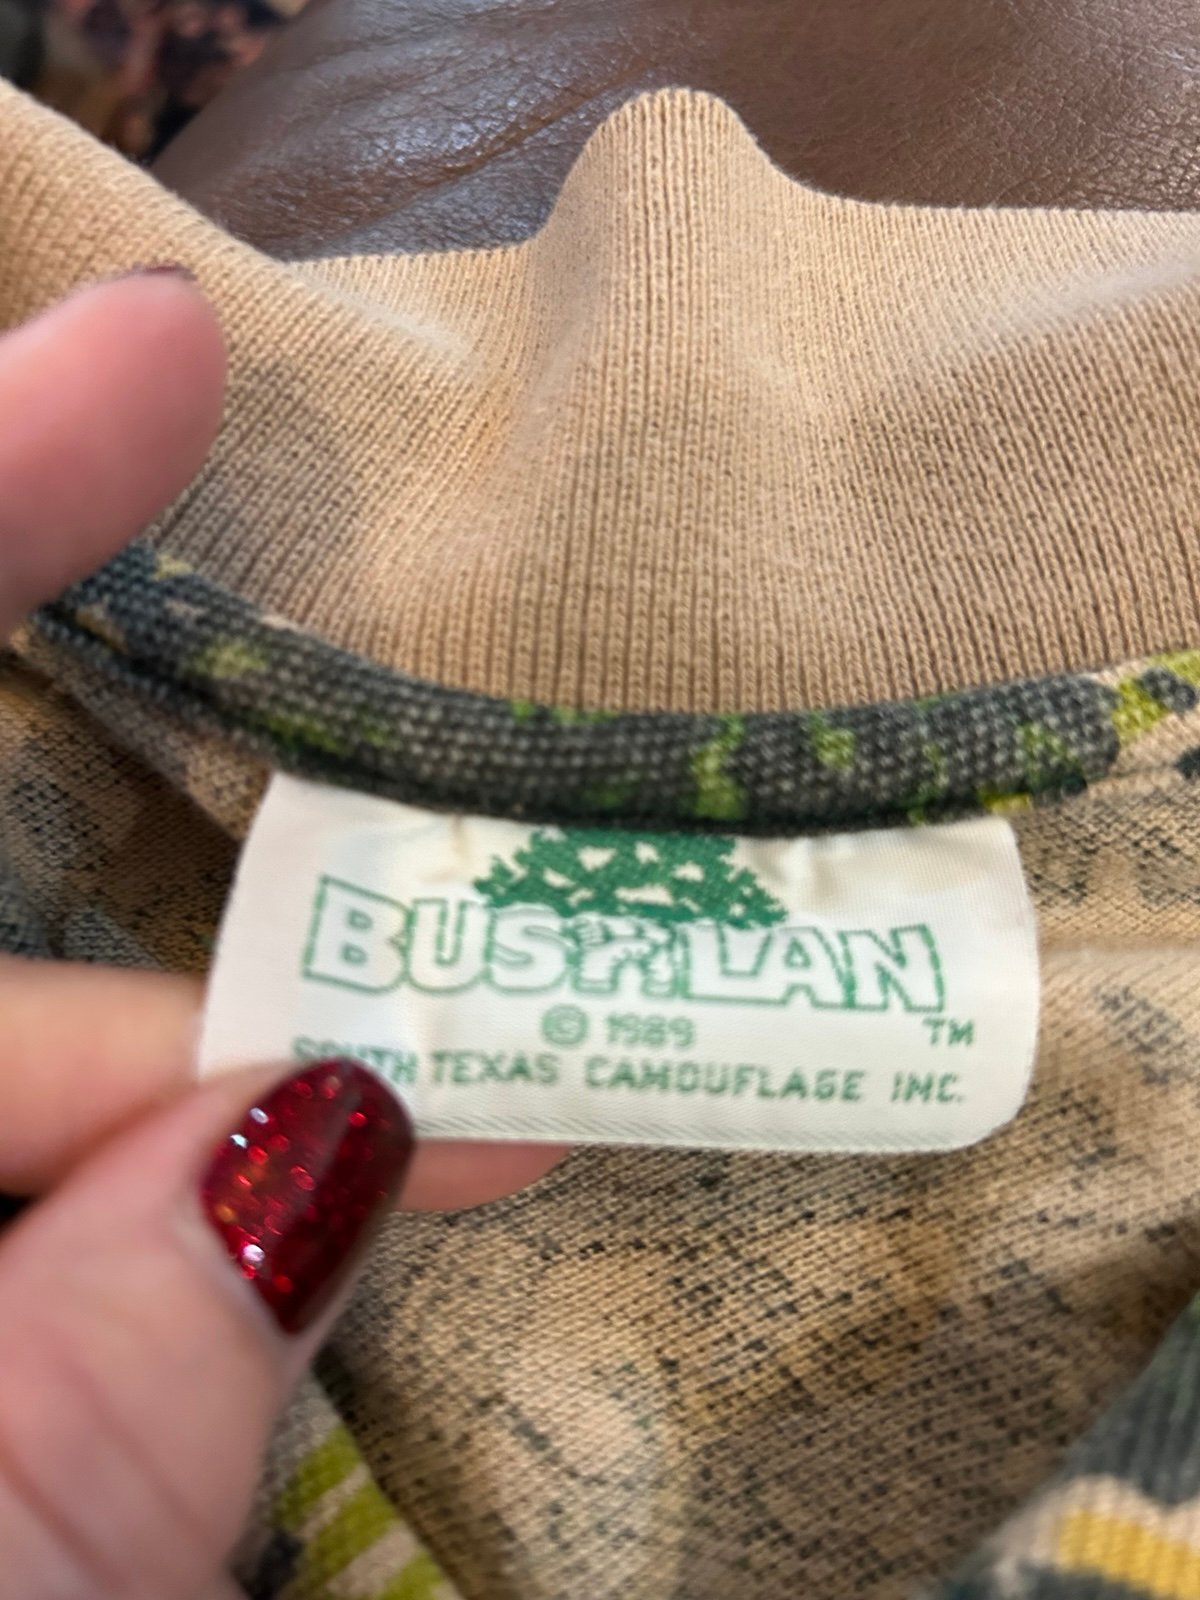 BUSHLAN
© 1989 TM
SOUTH TEXAS CAMOUFLAGE INC.